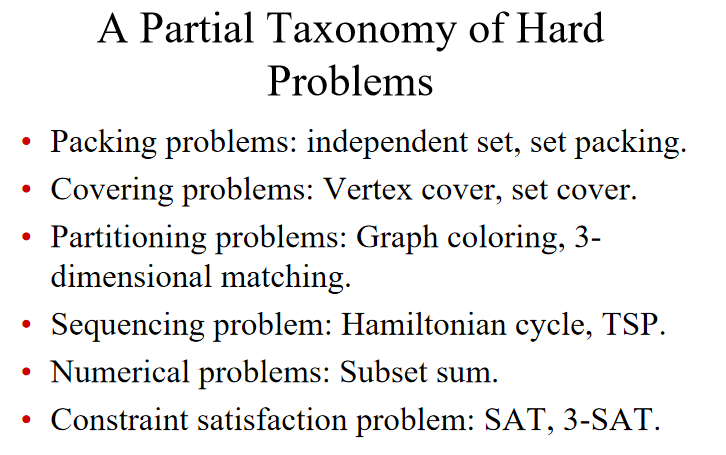 A Partial Taxonomy of Hard
Problems
• Packing problems: independent set, set packing.
• Covering problems: Vertex cover, set cover.
• Partitioning problems: Graph coloring, 3-
dimensional matching.
• Sequencing problem: Hamiltonian cycle, TSP.
• Numerical problems: Subset sum.
• Constraint satisfaction problem: SAT, 3-SAT.